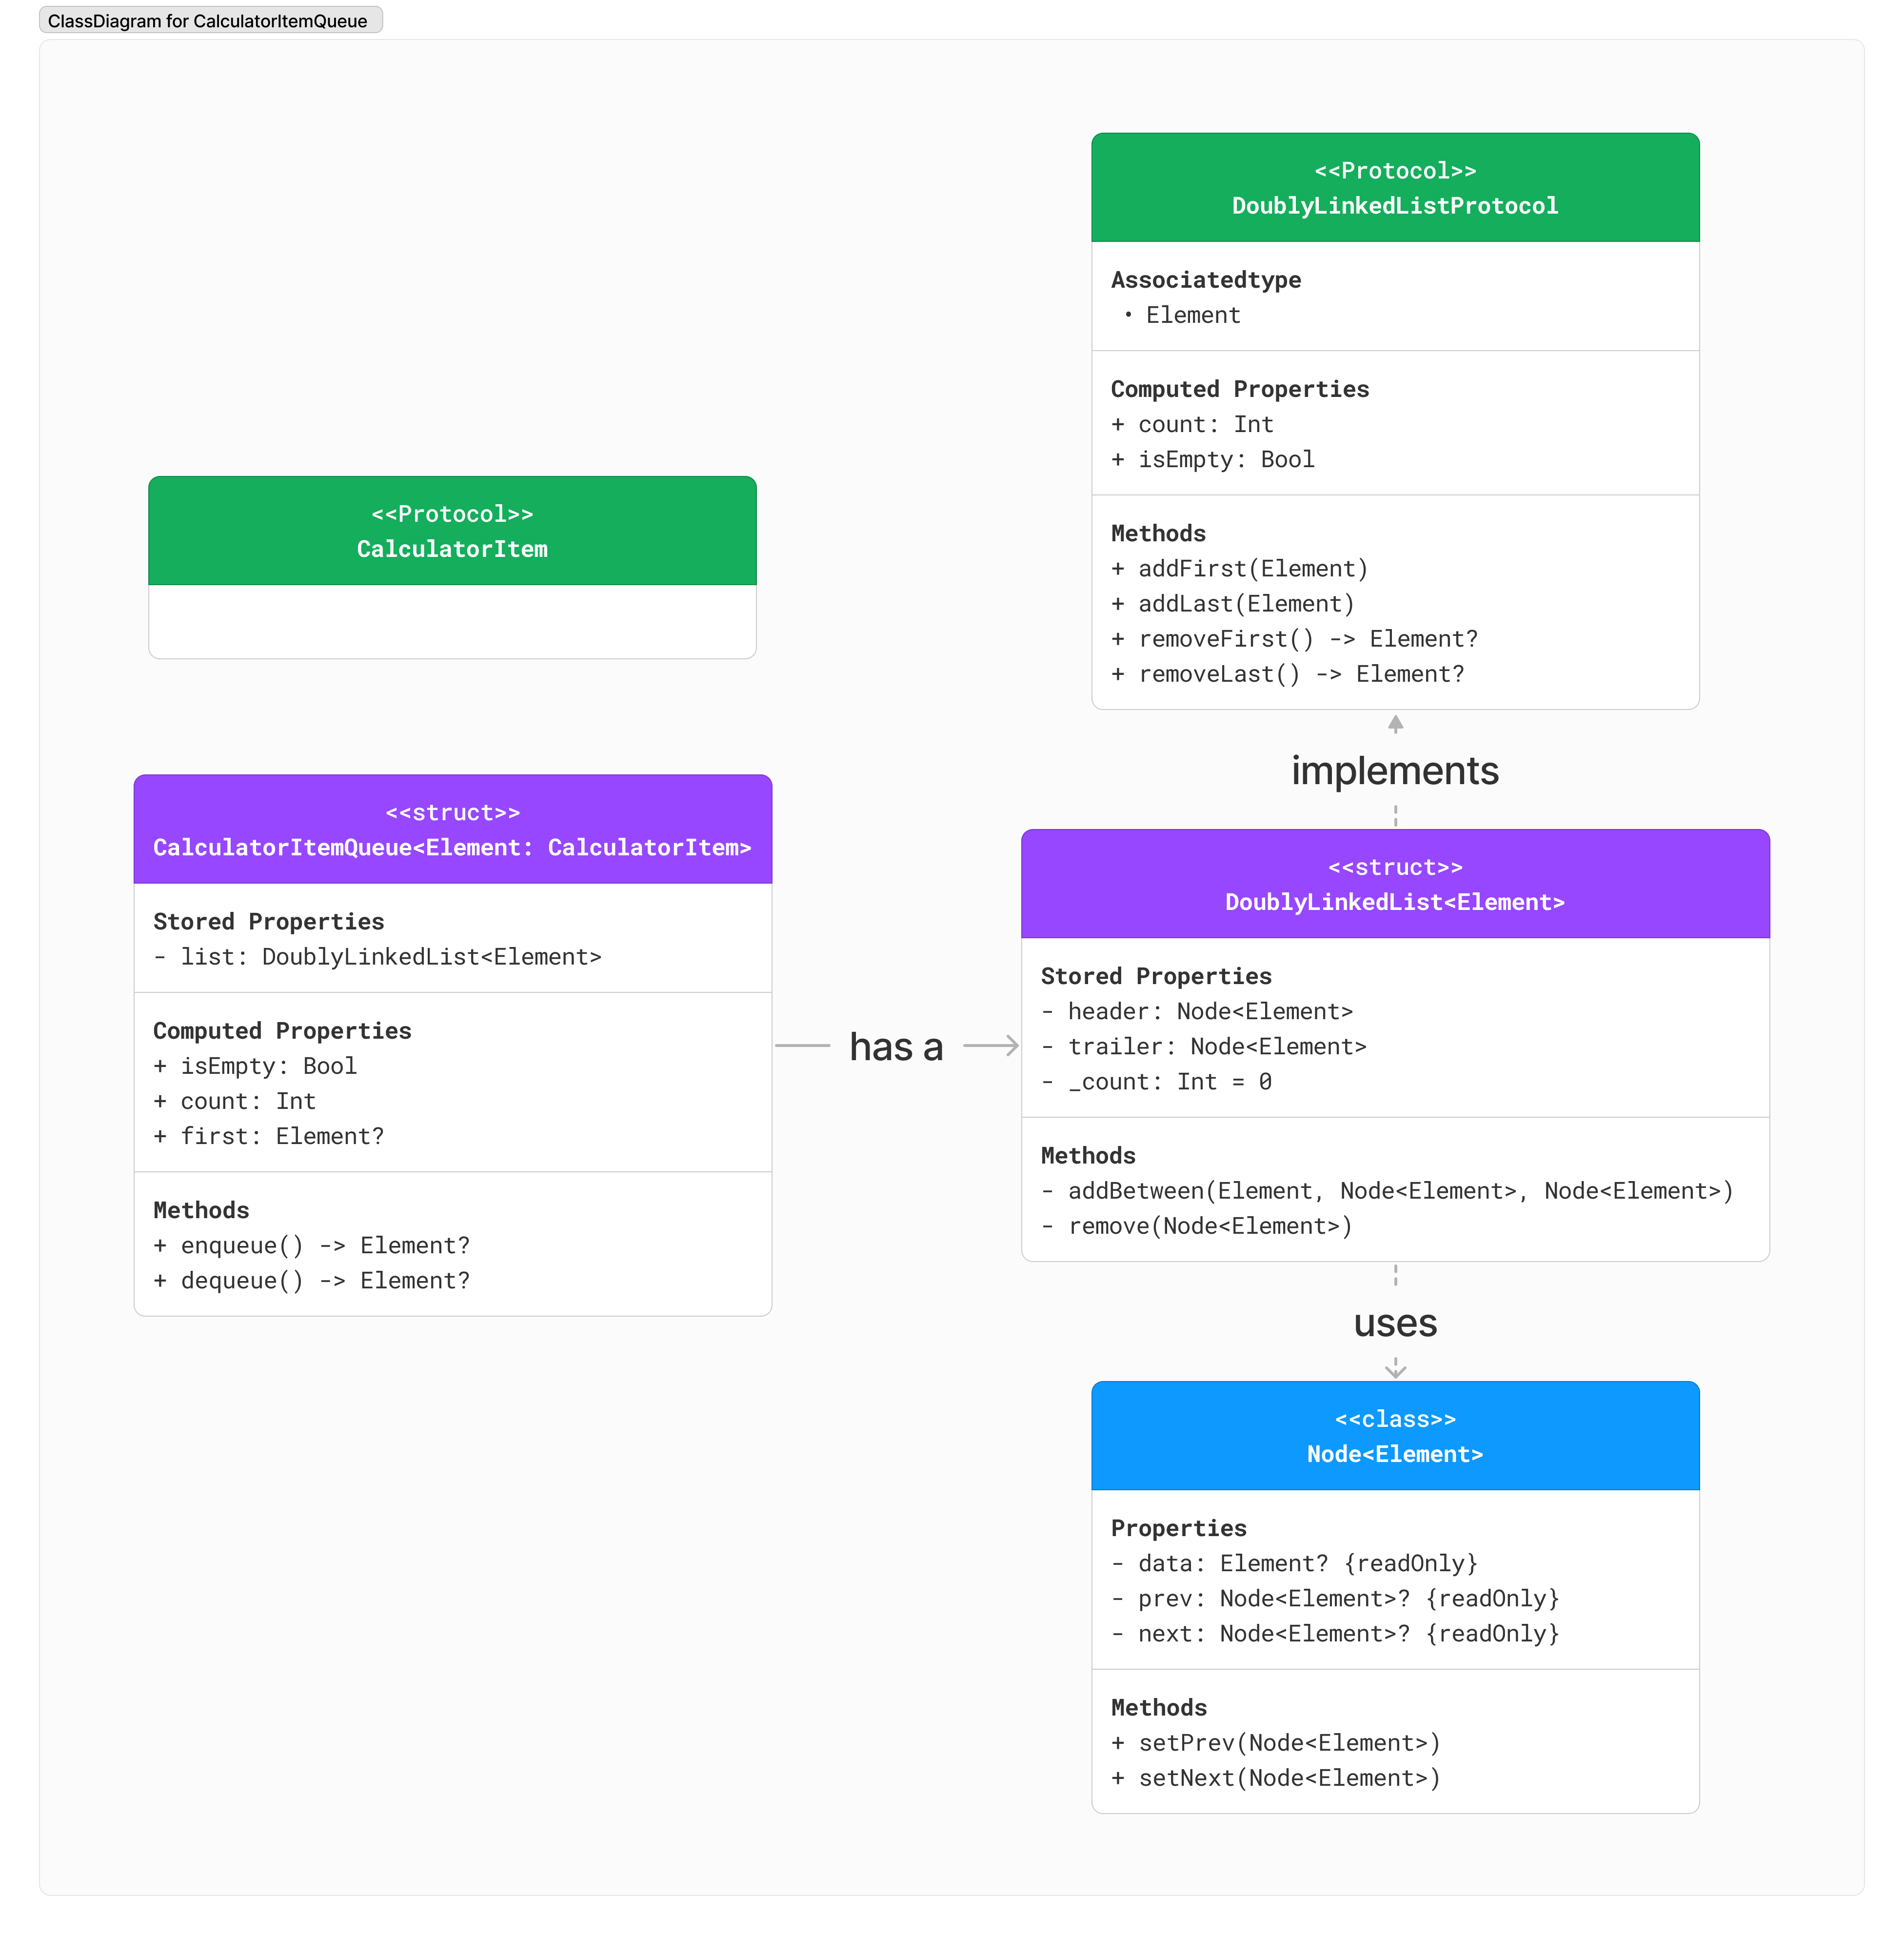 ClassDiagram for CalculatorItemQueue
<<Protocol>>
DoublyLinkedListProtocol
Associatedtype
• Element
Computed Properties
+ count: Int
+ isEmpty: Bool
Methods
+ addFirst(Element)
+ addLast(Element)
+ removeFirst() -> Element?
+ removeLast() -> Element?
<<Protocol>>
CalculatorItem
implements
<<struct>>
CalculatorItemQueue<Element: CalculatorItem>
Stored Properties
- list: DoublyLinkedList<Element>
Computed Properties
+ isEmpty: Bool
+ count: Int
+ first: Element?
Methods
+ enqueue() -> Element?
+ dequeue() -> Element?
has a
<<struct>>
DoublyLinkedList<Element>
Stored Properties
- header: Node<Element>
- trailer: Node<Element>
- _count: Int = 0
Methods
- addBetween(Element, Node<Element>, Node<Element>)
- remove(Node<Element>)
uses
<<class>>
Node<Element>
Properties
- data: Element? {readOnly}
- prev: Node<Element>? {readOnly}
- next: Node<Element>? {readOnly}
Methods
+ setPrev(Node<Element>)
+ setNext(Node<Element>)